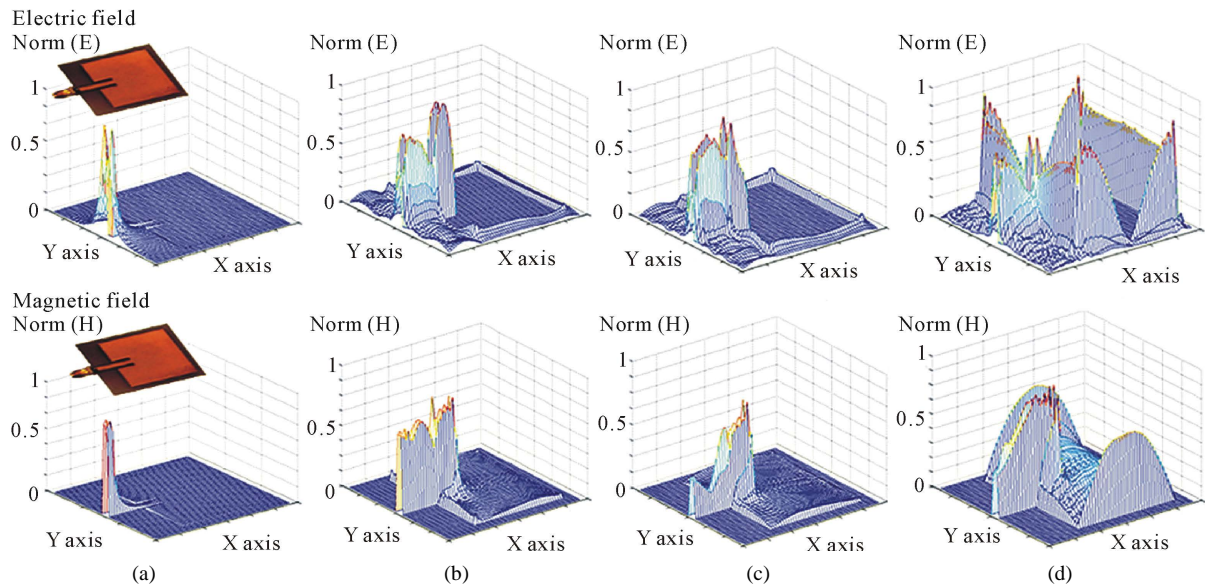 Electric field
Norm (E)
Norm (E)
Norm (E)
Norm (E)
1
0.5
0
Y axis
X axis
1
0.5
0
Y axis
X axis
1
0.5
0
Y axis
X axis
1
0.5
0
Y axis
X axis
Magnetic field
Norm (H)
Norm (H)
Norm (H)
Norm (H)
1
0.5
0
Y axis
X axis
1
0.5
0
Y axis
X axis
1
0.5
0
Y axis
X axis
1
0.5
0
Y axis
X axis
(a)
(b)
(c)
(d)